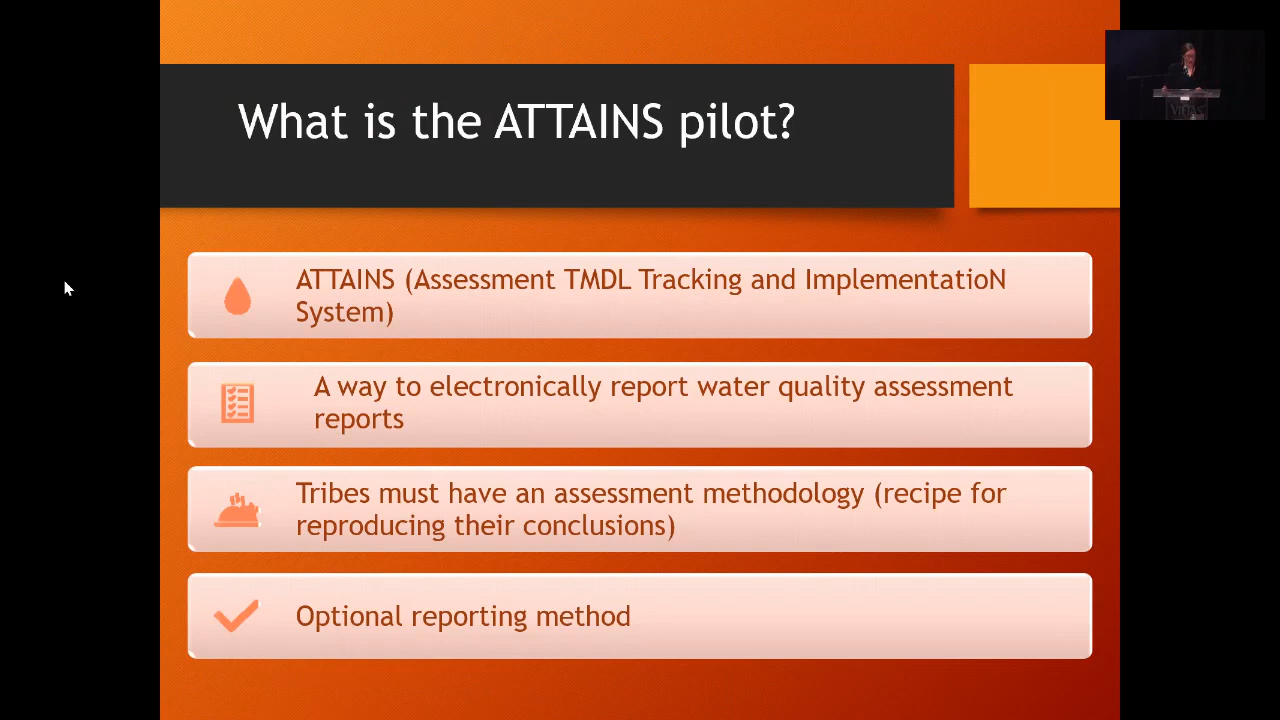 What is the ATTAINS pilot?
ATTAINS (Assessment TMDL Tracking and ImplementatioN
System)
A way to electronically report water quality assessment
reports
Tribes must have an assessment methodology (recipe for
reproducing their conclusions)
Optional reporting method